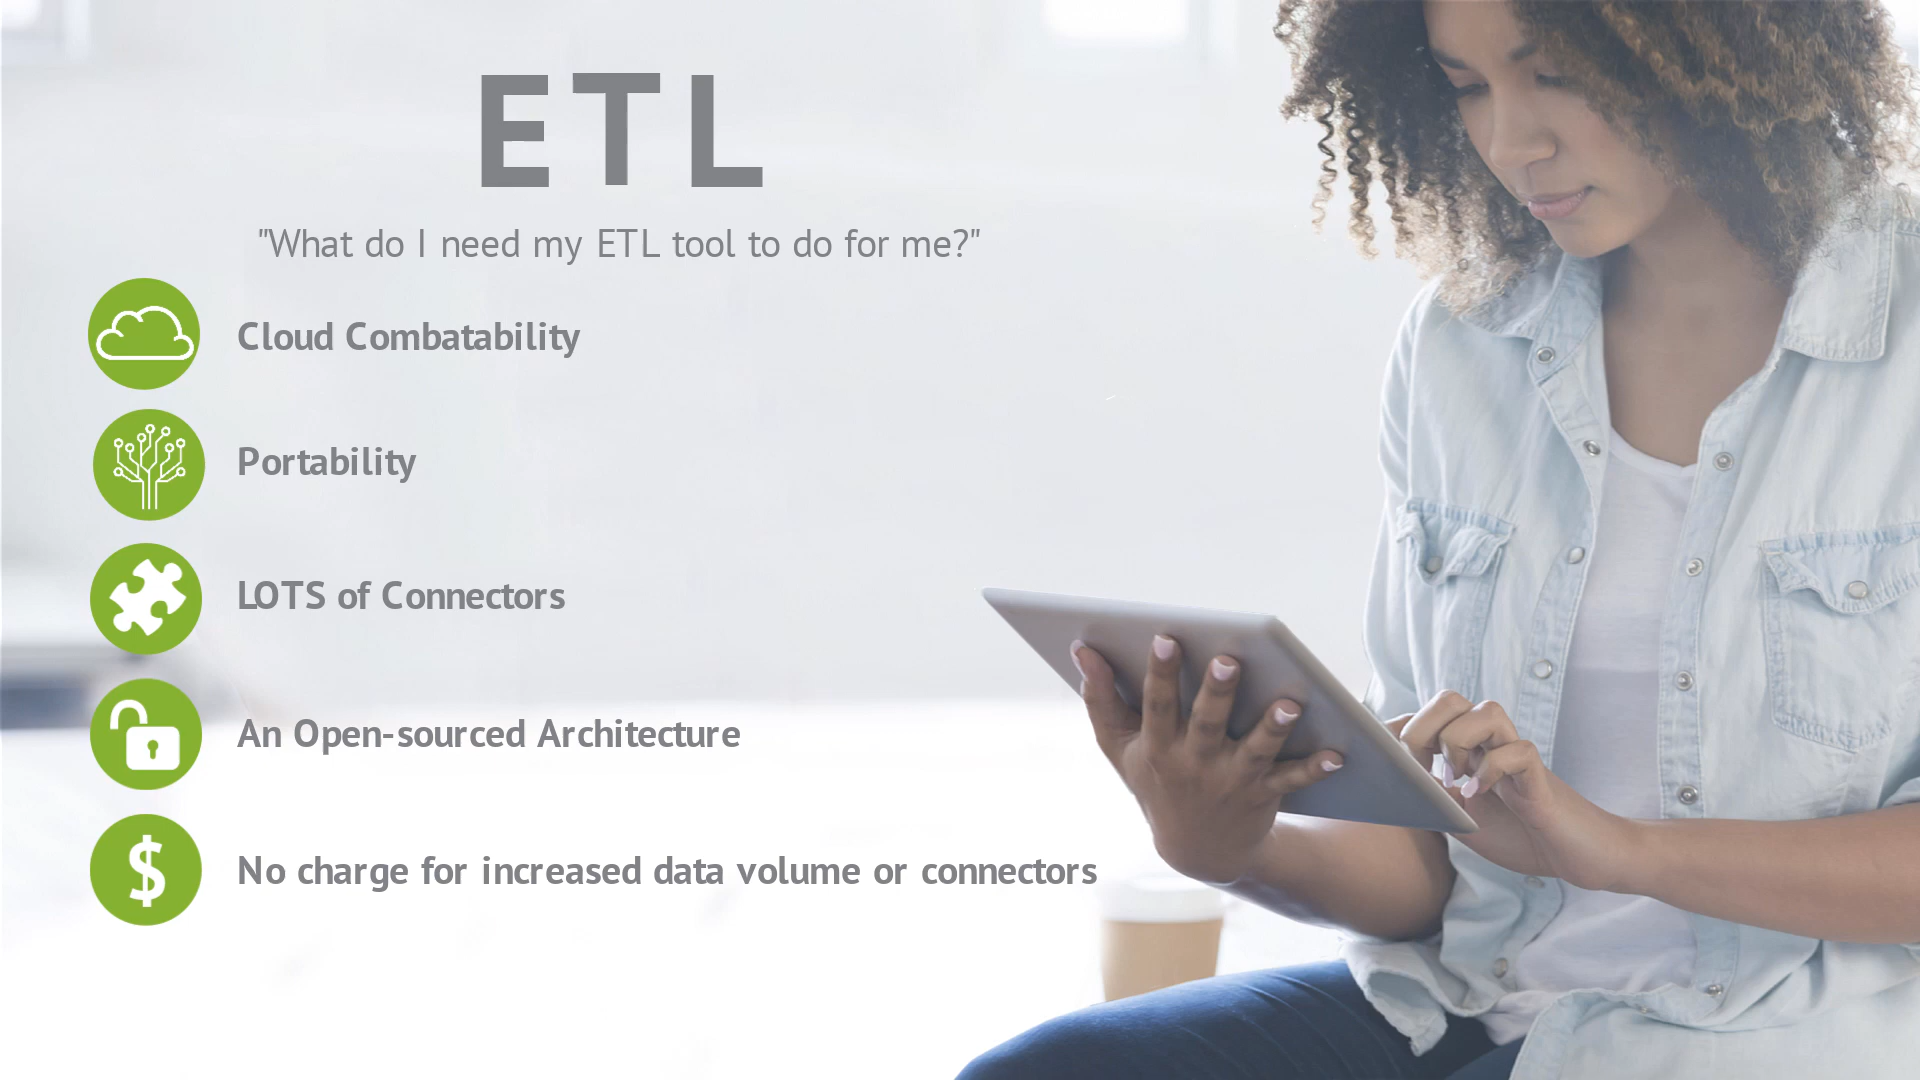 ETL
"What do I need my ETL tool to do for me?"
Cloud Combatability
Portability
LOTS of Connectors
An Open-sourced Architecture
$
No charge for increased data volume or connectors